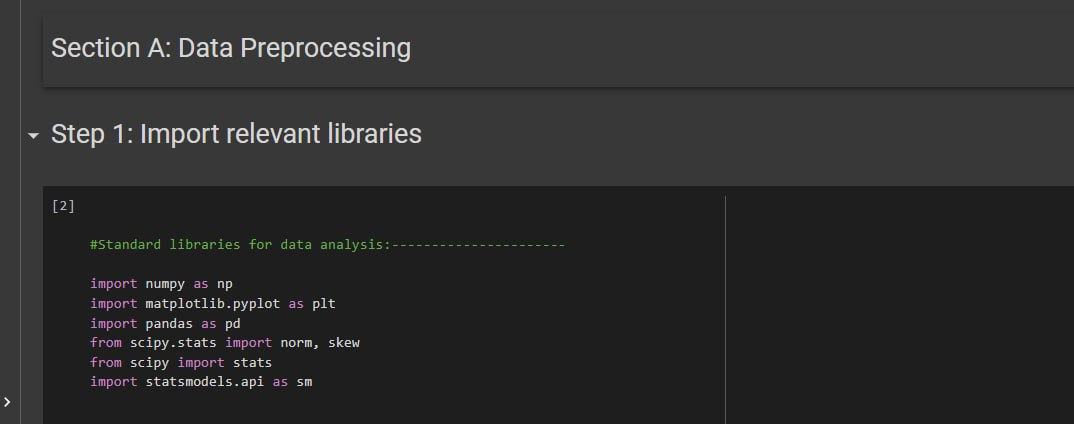 Section A: Data Preprocessing
Step 1: Import relevant libraries
[2]
#Standard libraries for data analysis:----------------------
import numpy as np
import matplotlib.pyplot as plt
import pandas as pd
from scipy.stats import norm, skew
from scipy import stats
import statsmodels.api as sm